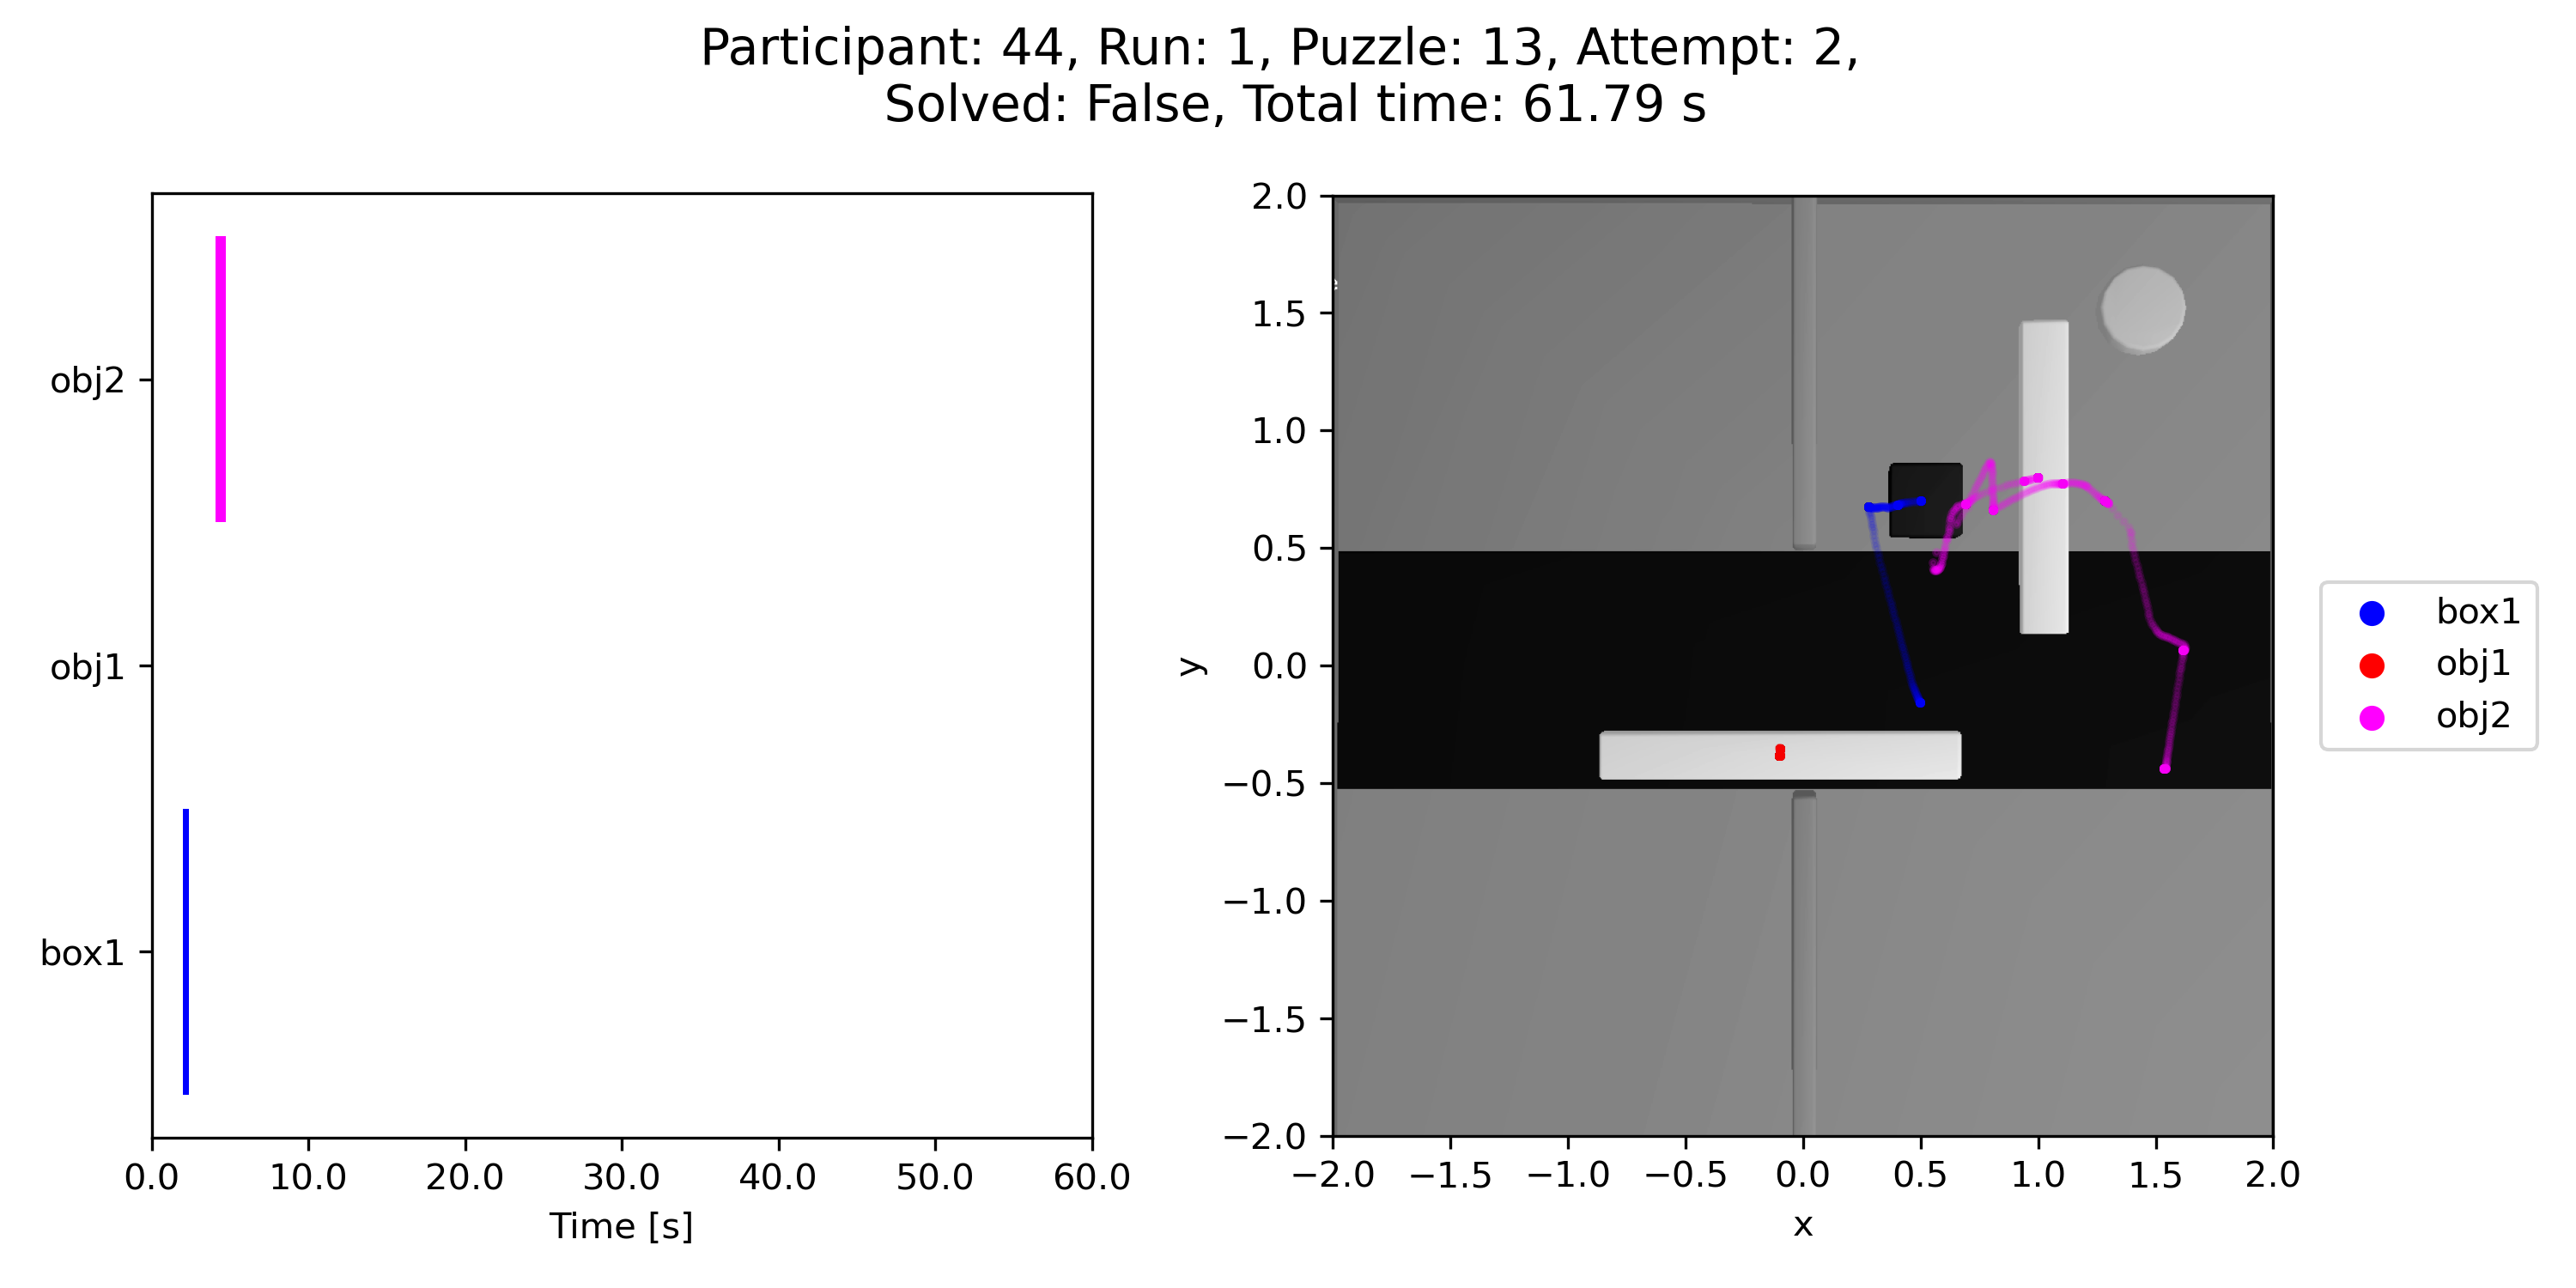 Participant: 44, Run: 1, Puzzle: 13, Attempt: 2,
Solved: False, Total time: 61.79 s
obj2
obj1
box1
0.0 10.0 20.0 30.0 40.0 50.0 60.0
Time [s]
2.0
1.5
1.0
0.5
0.0
−0.5
−1.0
−1.5
−2.0
y
−2.0 −1.5 −1.0 −0.5 0.0 0.5 1.0 1.5 2.0
x
e
box1
obj1
obj2